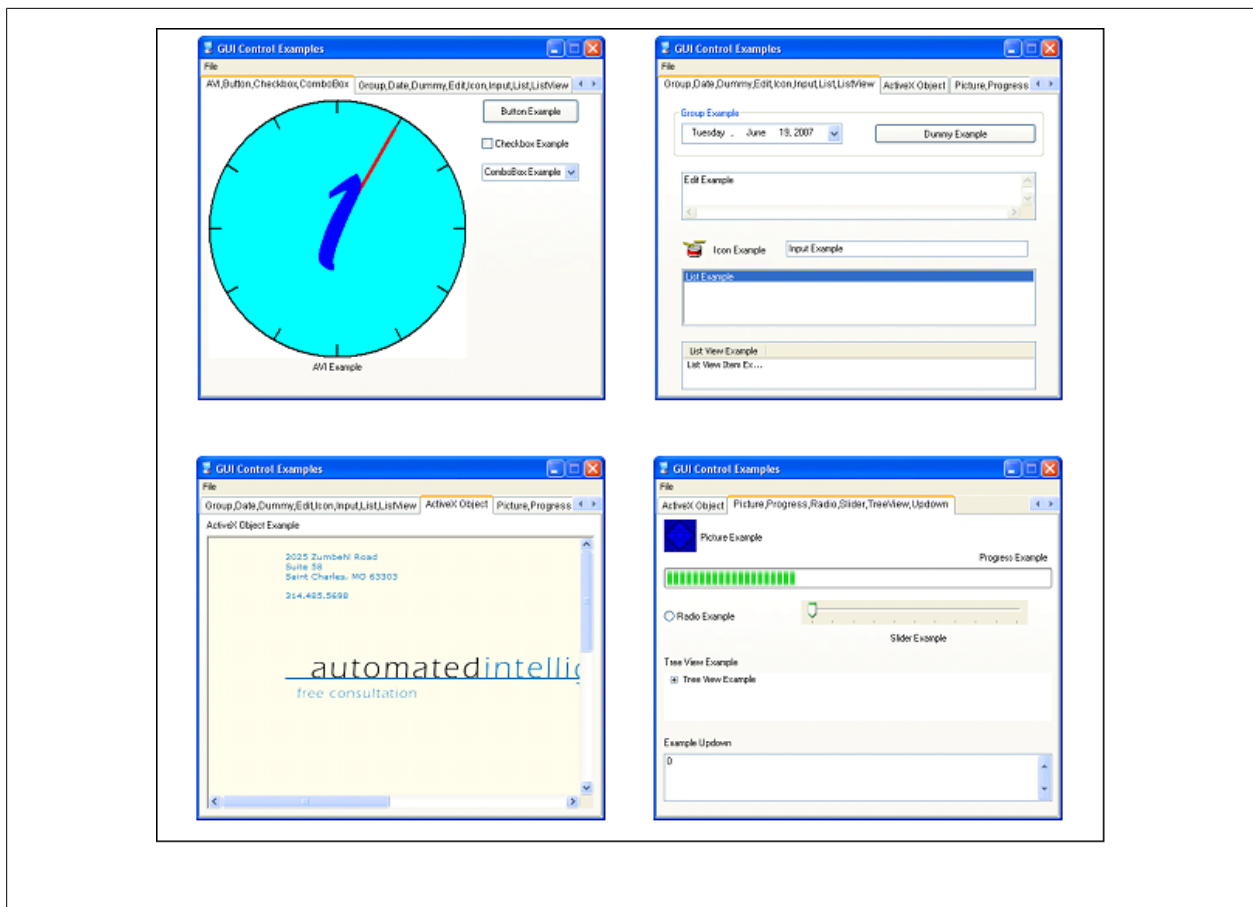 GUI Control Examples
File
AVI,Button,Checkbox,ComboBox Group,Date,Dummy,Edit,Icon,Input,List,ListView
Button Example
Checkbox Example
ComboBox Example
1
AVI Example
GUI Control Examples
File
Group,Date,Dummy,Edit,Icon,Input,List,ListView ActiveX Object Picture,Progress
Group Example
Tuesday , June 19, 2007
Dummy Example
Edit Example
Icon Example Input Example
List Example
List View Example
List View Item Ex...
GUI Control Examples
File
Group,Date,Dummy,Edit,Icon,Input,List,ListView ActiveX Object Picture,Progress
ActiveX Object Example
2025 Zumbehl Road
Suite 58
Saint Charles, MO 63303
314.485.5698
automatedintellig
free consultation
GUI Control Examples
File
ActiveX Object Picture,Progress,Radio,Slider,TreeView,Updown
Picture Example
Progress Example
Radio Example
Slider Example
Tree View Example
Tree View Example
Example Updown
0